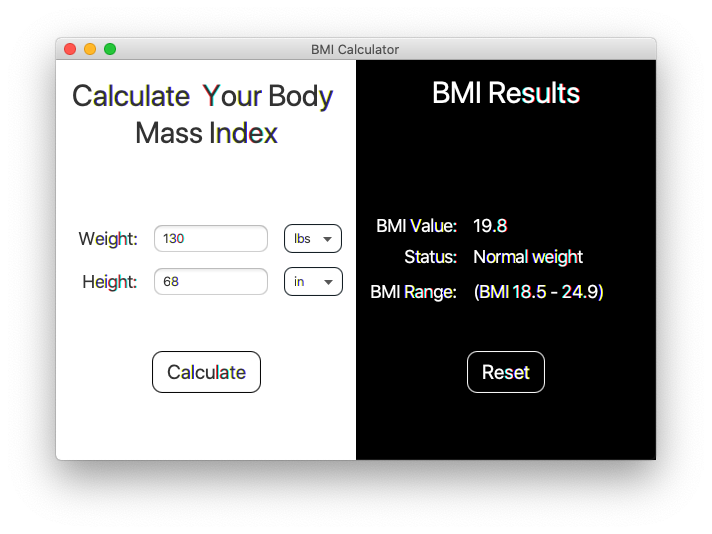 BMI Calculator
Calculate  Your Body
Mass Index
Weight: 130 lbs
Height: 68 in
Calculate
BMI Results
BMI Value: 19.8
Status: Normal weight
BMI Range: (BMI 18.5 - 24.9)
Reset